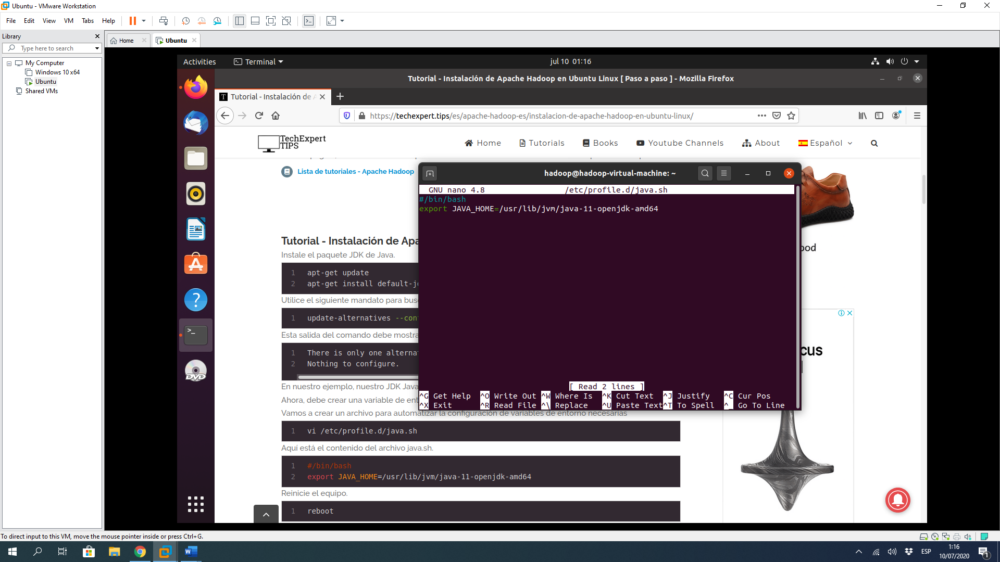 Ubuntu - VMware Workstation
File Edit View VM Tabs Help
Library
Type here to search
My Computer
Windows 10 x64
Ubuntu
Shared VMs
Home
Ubuntu
Activities
Terminal
jul 10 01:16
Tutorial - Instalación de Apache Hadoop en Ubuntu Linux [ Paso a paso ] - Mozilla Firefox
Tutorial - Instalación de
https://techexpert.tips/es/apache-hadoop-es/instalacion-de-apache-hadoop-en-ubuntu-linux/
TechExpert
TIPS
Home Tutorials Books Youtube Channels About Español
Lista de tutoriales - Apache Hadoop
hadoop@hadoop-virtual-machine: ~
GNU nano 4.8 /etc/profile.d/java.sh
#/bin/bash
export JAVA_HOME=/usr/lib/jvm/java-11-openjdk-amd64
[ Read 2 lines ]
^G Get Help ^O Write Out ^W Where Is ^K Cut Text ^J Justify ^C Cur Pos
^X Exit ^R Read File ^\ Replace ^U Paste Text ^T To Spell ^_ Go To Line
Tutorial - Instalación de Apa
Instale el paquete JDK de Java.
1 apt-get update
2 apt-get install default-j
Utilice el siguiente mandato para bus
1 update-alternatives --con
Esta salida del comando debe mostra
1 There is only one alterna
2 Nothing to configure.
En nuestro ejemplo, nuestro JDK Java
Ahora, debe crear una variable de ent
Vamos a crear un archivo para automatizar la configuración de variables de entorno necesarias
1 vi /etc/profile.d/java.sh
Aquí está el contenido del archivo java.sh.
1 #/bin/bash
2 export JAVA_HOME=/usr/lib/jvm/java-11-openjdk-amd64
Reinicie el equipo.
1 reboot
ood
cus
DVD
To direct input to this VM, move the mouse pointer inside or press Ctrl+G.
ESP
1:16
10/07/2020
1